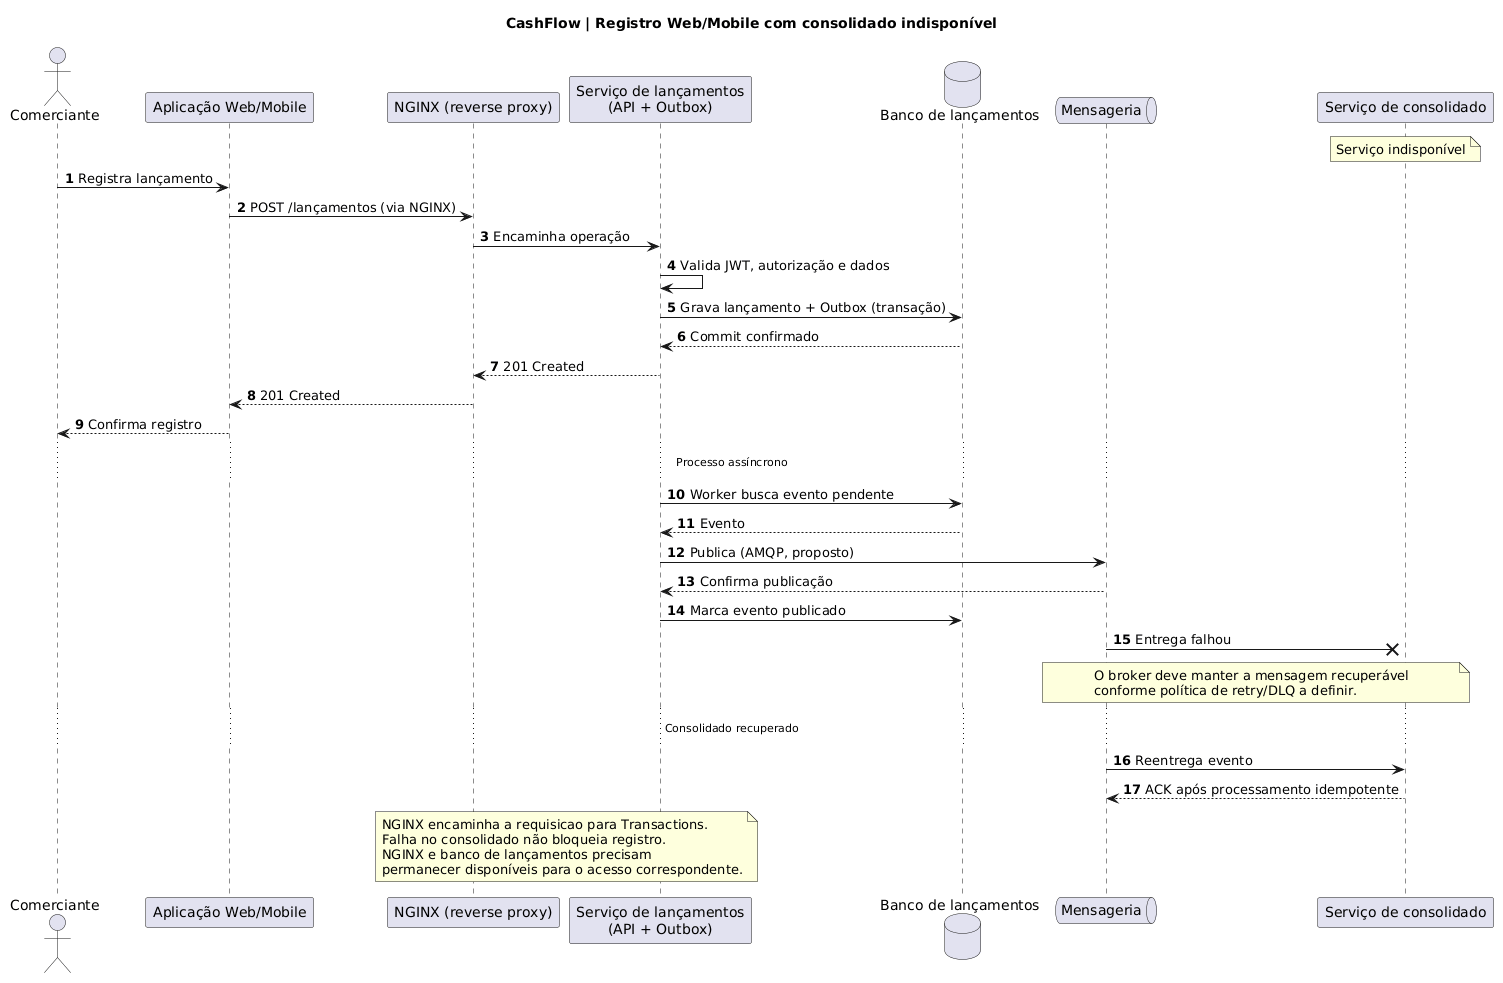 CashFlow | Registro Web/Mobile com consolidado indisponível
Comerciante
Aplicação Web/Mobile
NGINX (reverse proxy)
Serviço de lançamentos
(API + Outbox)
Banco de lançamentos
Mensageria
Serviço de consolidado
Serviço indisponível
1 Registra lançamento
2 POST /lançamentos (via NGINX)
3 Encaminha operação
4 Valida JWT, autorização e dados
5 Grava lançamento + Outbox (transação)
6 Commit confirmado
7 201 Created
8 201 Created
9 Confirma registro
Processo assíncrono
10 Worker busca evento pendente
11 Evento
12 Publica (AMQP, proposto)
13 Confirma publicação
14 Marca evento publicado
15 Entrega falhou
O broker deve manter a mensagem recuperável
conforme política de retry/DLQ a definir.
Consolidado recuperado
16 Reentrega evento
17 ACK após processamento idempotente
NGINX encaminha a requisicao para Transactions.
Falha no consolidado não bloqueia registro.
NGINX e banco de lançamentos precisam
permanecer disponíveis para o acesso correspondente.
Comerciante
Aplicação Web/Mobile
NGINX (reverse proxy)
Serviço de lançamentos
(API + Outbox)
Banco de lançamentos
Mensageria
Serviço de consolidado